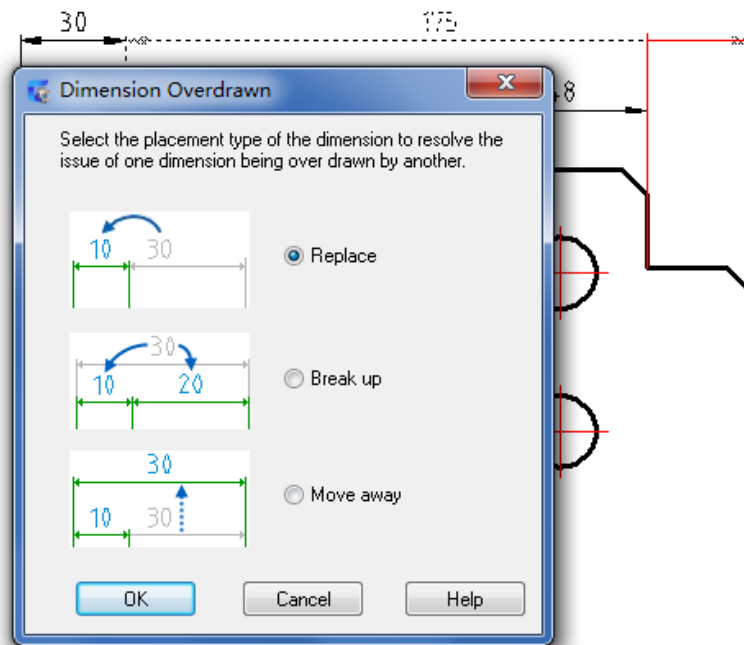 30
175
Dimension Overdrawn
48
Select the placement type of the dimension to resolve the
issue of one dimension being over drawn by another.
10 30
Replace
30
10 20
Break up
30
10 30
Move away
OK Cancel Help